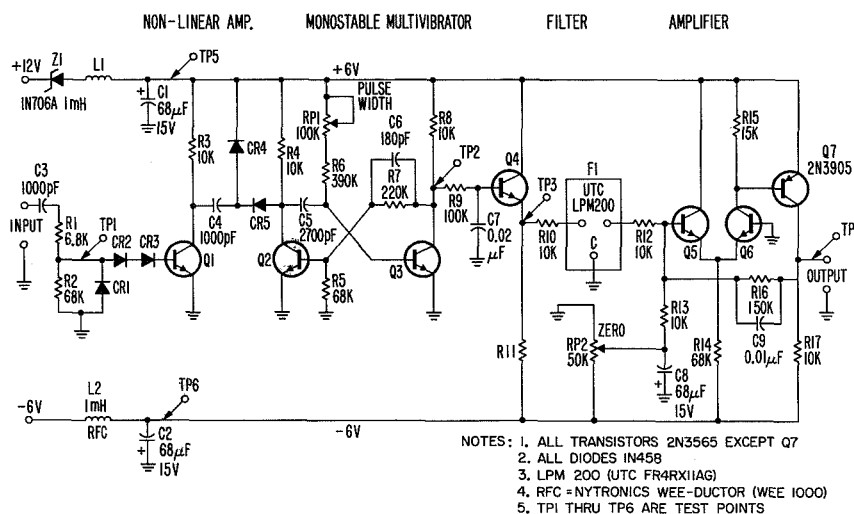 NON-LINEAR AMP.
MONOSTABLE MULTIVIBRATOR
FILTER
AMPLIFIER
+12V
Z1
1N706A
L1
1mH
TP5
+6V
C1
68μF
15V
R3
10K
CR4
R4
10K
PULSE
WIDTH
RP1
100K
R6
390K
C6
180pF
R7
220K
R8
10K
TP2
Q4
R15
15K
Q7
2N3905
C3
1000pF
INPUT
R1
6.8K
TP1
CR2
CR3
R2
68K
CR1
Q1
C4
1000pF
CR5
C5
2700pF
Q2
R5
68K
Q3
R9
100K
C7
0.02
μF
TP3
F1
UTC
LPM200
C
R10
10K
R12
10K
Q5
Q6
TP
OUTPUT
R11
RP2
50K
ZERO
R13
10K
C8
68μF
15V
R14
68K
R16
150K
C9
0.01μF
R17
10K
-6V
L2
1mH
RFC
TP6
C2
68μF
15V
-6V
NOTES: 1. ALL TRANSISTORS 2N3565 EXCEPT Q7
2. ALL DIODES IN458
3. LPM 200 (UTC FR4RX11AG)
4. RFC = NYTRONICS WEE-DUCTOR (WEE 1000)
5. TP1 THRU TP6 ARE TEST POINTS